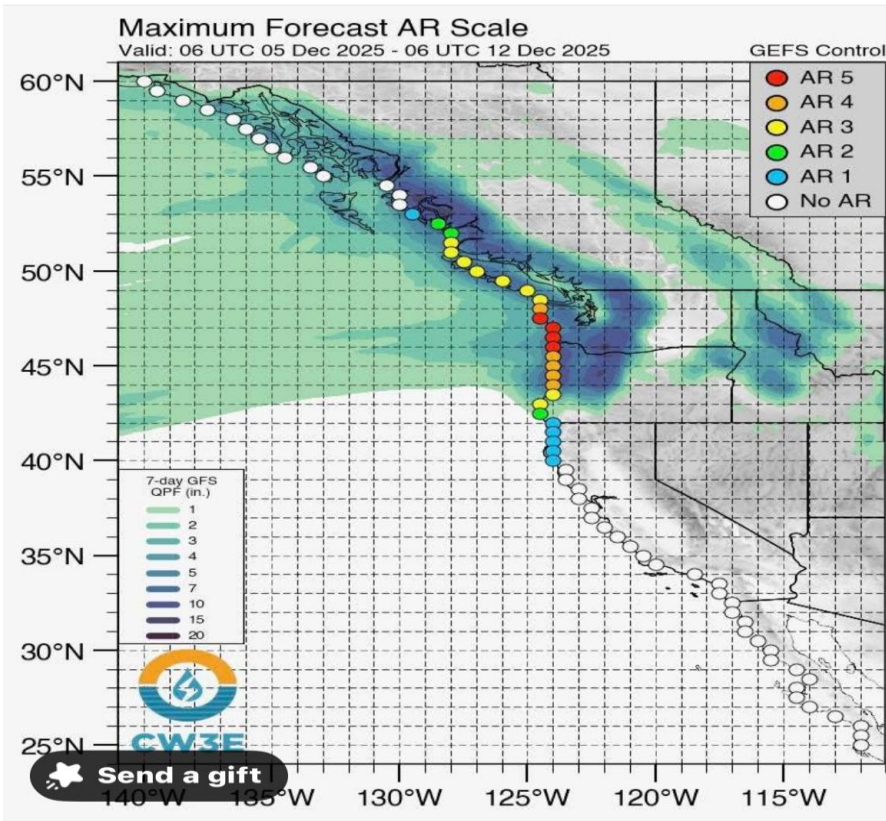 Maximum Forecast AR Scale
Valid: 06 UTC 05 Dec 2025 - 06 UTC 12 Dec 2025
GEFS Control
AR 5
AR 4
AR 3
AR 2
AR 1
No AR
60°N
55°N
50°N
45°N
40°N
35°N
30°N
25°N
7-day GFS
QPF (in.)
1
2
3
4
5
7
10
15
20
CW3E
Send a gift
140°W
135°W
130°W
125°W
120°W
115°W